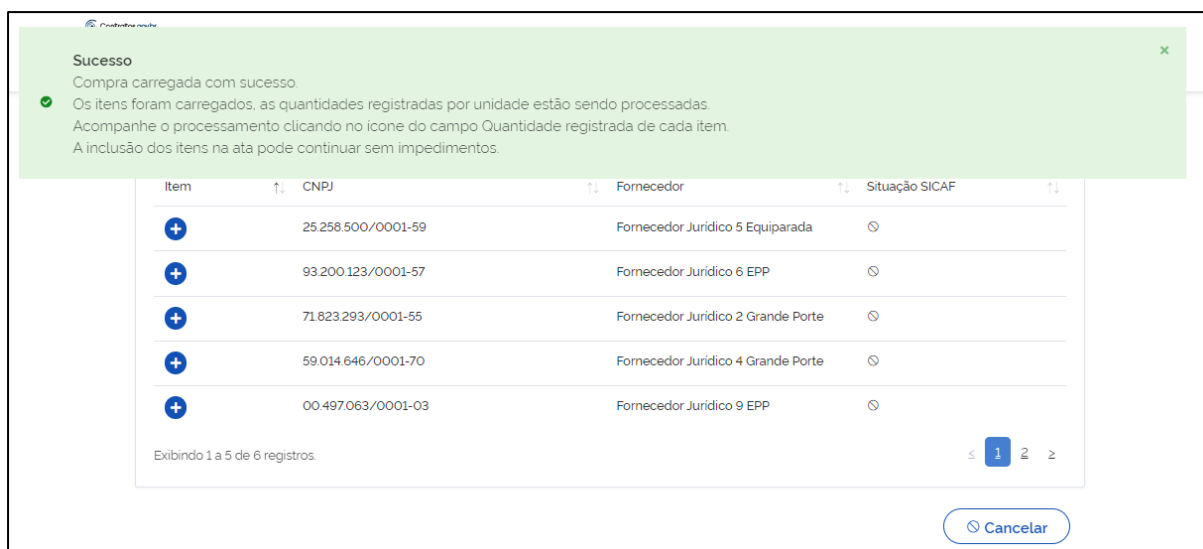 Contratos.gov.br
Sucesso
×
Compra carregada com sucesso.
Os itens foram carregados, as quantidades registradas por unidade estão sendo processadas.
Acompanhe o processamento clicando no ícone do campo Quantidade registrada de cada item.
A inclusão dos itens na ata pode continuar sem impedimentos.
Item CNPJ Fornecedor Situação SICAF
25.258.500/0001-59 Fornecedor Jurídico 5 Equiparada
93.200.123/0001-57 Fornecedor Jurídico 6 EPP
71.823.293/0001-55 Fornecedor Jurídico 2 Grande Porte
59.014.646/0001-70 Fornecedor Jurídico 4 Grande Porte
00.497.063/0001-03 Fornecedor Jurídico 9 EPP
Exibindo 1 a 5 de 6 registros.
≤ 1 2 ≥
Cancelar